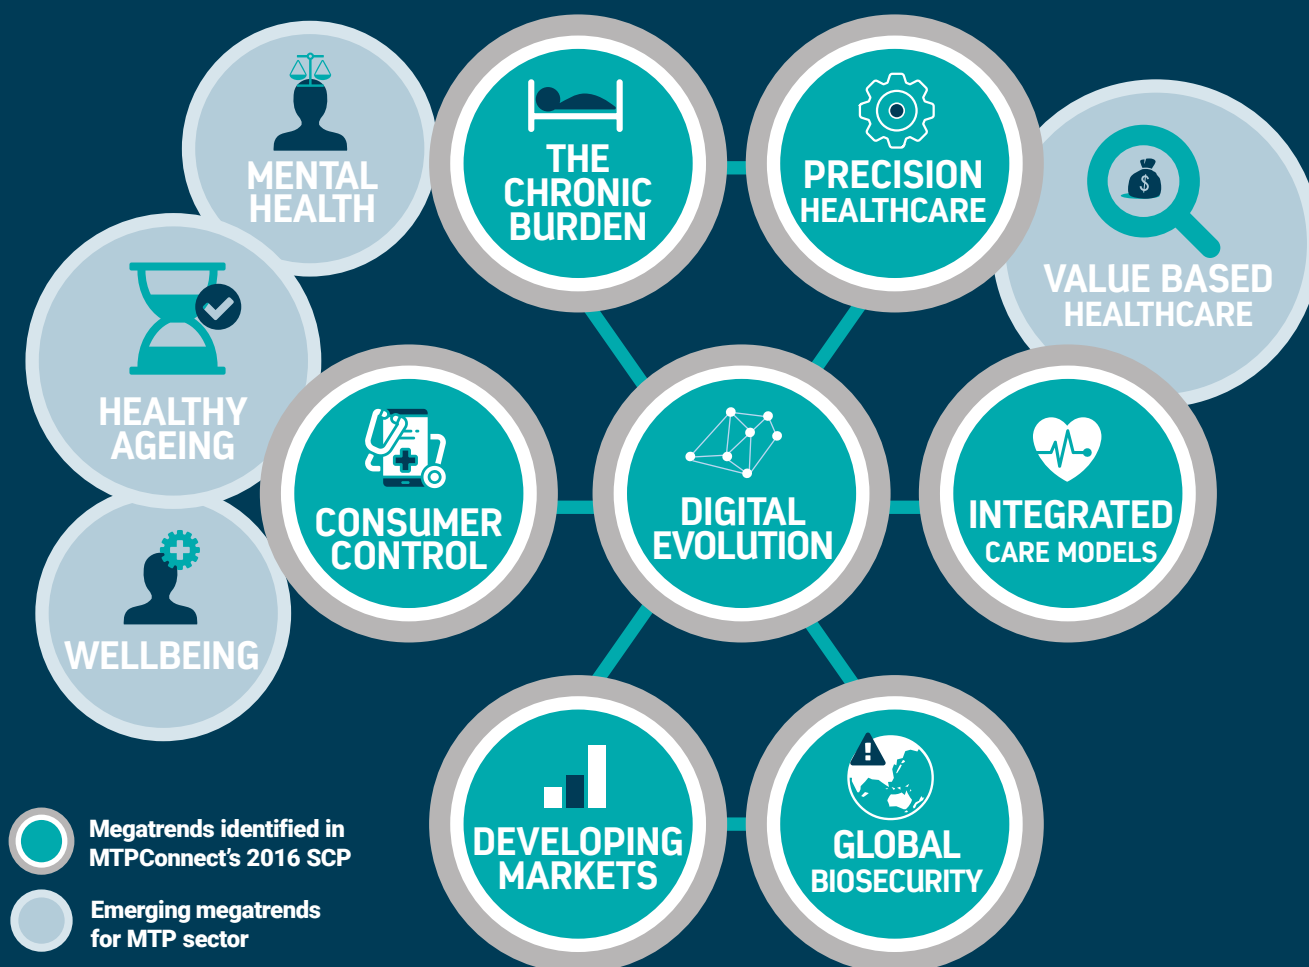 MENTAL
HEALTH
THE
CHRONIC
BURDEN
PRECISION
HEALTHCARE
$
VALUE BASED
HEALTHCARE
HEALTHY
AGEING
CONSUMER
CONTROL
DIGITAL
EVOLUTION
INTEGRATED
CARE MODELS
WELLBEING
!
DEVELOPING
MARKETS
GLOBAL
BIOSECURITY
Megatrends identified in
MTPConnect's 2016 SCP
Emerging megatrends
for MTP sector